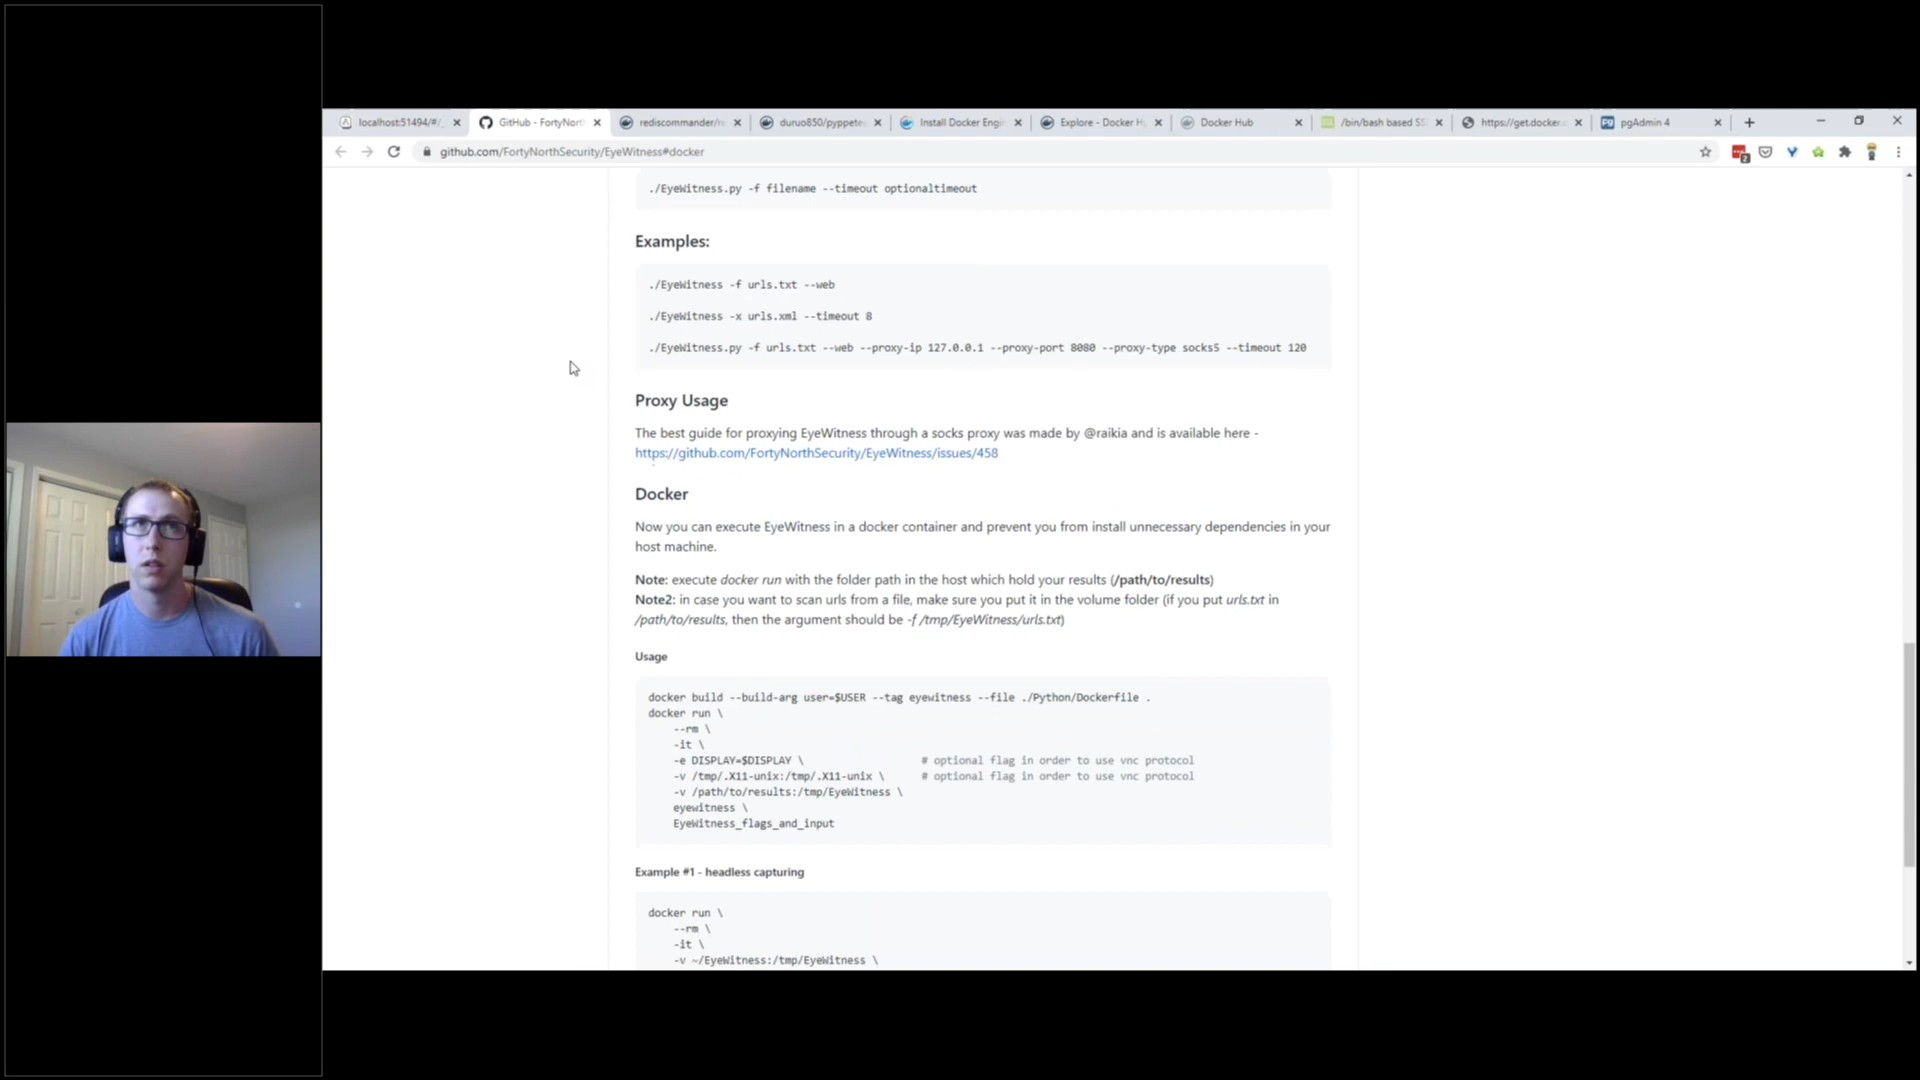 localhost:51494/#/_
GitHub - FortyNorth
rediscommander/re
duruo850/pyppete
Install Docker Engin
Explore - Docker H
Docker Hub
/bin/bash based SS
https://get.docker.
pgAdmin 4
github.com/FortyNorthSecurity/EyeWitness#docker
2
./EyeWitness.py -f filename --timeout optionaltimeout
Examples:
./EyeWitness -f urls.txt --web
./EyeWitness -x urls.xml --timeout 8
./EyeWitness.py -f urls.txt --web --proxy-ip 127.0.0.1 --proxy-port 8080 --proxy-type socks5 --timeout 120
Proxy Usage
The best guide for proxying EyeWitness through a socks proxy was made by @raikia and is available here -
https://github.com/FortyNorthSecurity/EyeWitness/issues/458
Docker
Now you can execute EyeWitness in a docker container and prevent you from install unnecessary dependencies in your
host machine.
Note: execute docker run with the folder path in the host which hold your results (/path/to/results)
Note2: in case you want to scan urls from a file, make sure you put it in the volume folder (if you put urls.txt in
/path/to/results, then the argument should be -f /tmp/EyeWitness/urls.txt)
Usage
docker build --build-arg user=$USER --tag eyewitness --file ./Python/Dockerfile .
docker run \
--rm \
-it \
-e DISPLAY=$DISPLAY \ # optional flag in order to use vnc protocol
-v /tmp/.X11-unix:/tmp/.X11-unix \ # optional flag in order to use vnc protocol
-v /path/to/results:/tmp/EyeWitness \
eyewitness \
EyeWitness_flags_and_input
Example #1 - headless capturing
docker run \
--rm \
-it \
-v ~/EyeWitness:/tmp/EyeWitness \